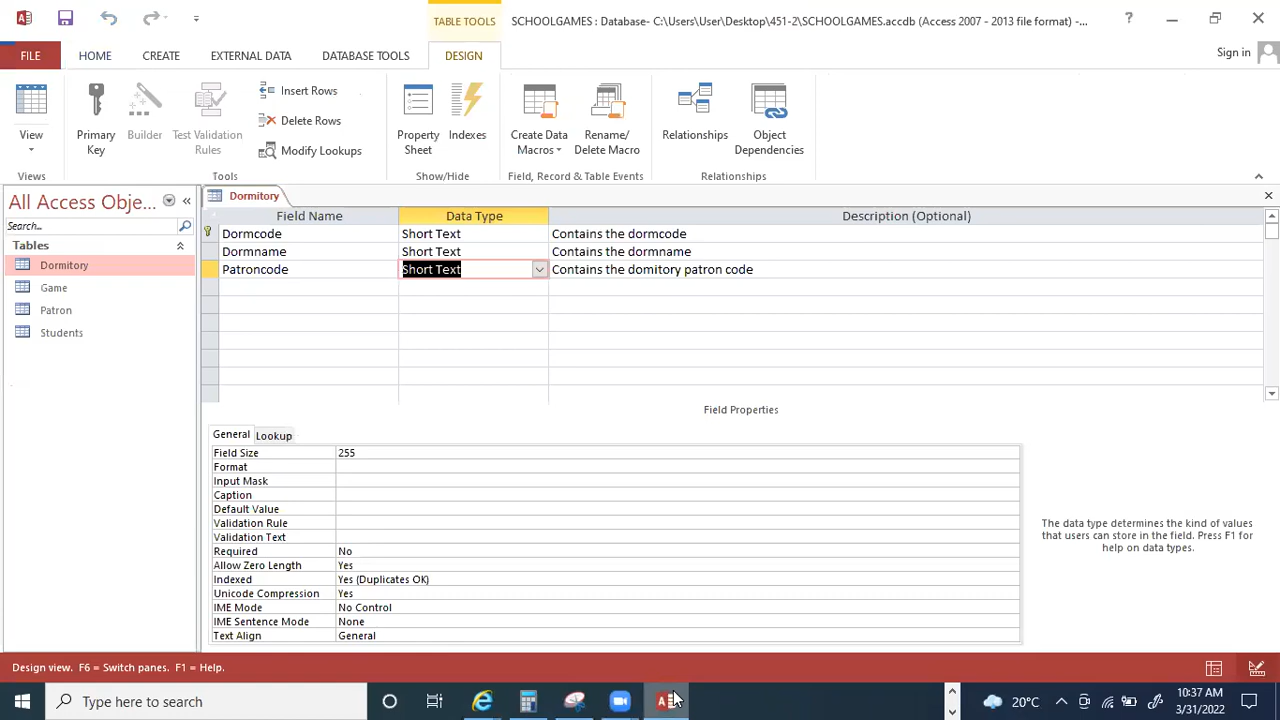 TABLE TOOLS
SCHOOLGAMES : Database- C:\Users\User\Desktop\451-2\SCHOOLGAMES.accdb (Access 2007 - 2013 file format) -...
FILE HOME CREATE EXTERNAL DATA DATABASE TOOLS DESIGN Sign in
View
Primary Key
Builder
Test Validation Rules
Insert Rows
Delete Rows
Modify Lookups
Property Sheet
Indexes
Create Data Macros
Rename/ Delete Macro
Relationships
Object Dependencies
Views Tools Show/Hide Field, Record & Table Events Relationships
All Access Obje...
Search...
Tables
Dormitory
Game
Patron
Students
Dormitory
Field Name Data Type Description (Optional)
Dormcode Short Text Contains the dormcode
Dormname Short Text Contains the dormname
Patroncode Short Text Contains the domitory patron code
Field Properties
General Lookup
Field Size 255
Format
Input Mask
Caption
Default Value
Validation Rule
Validation Text
Required No
Allow Zero Length Yes
Indexed Yes (Duplicates OK)
Unicode Compression Yes
IME Mode No Control
IME Sentence Mode None
Text Align General
The data type determines the kind of values
that users can store in the field. Press F1 for
help on data types.
Design view. F6 = Switch panes. F1 = Help.
Type here to search
20°C
10:37 AM
3/31/2022